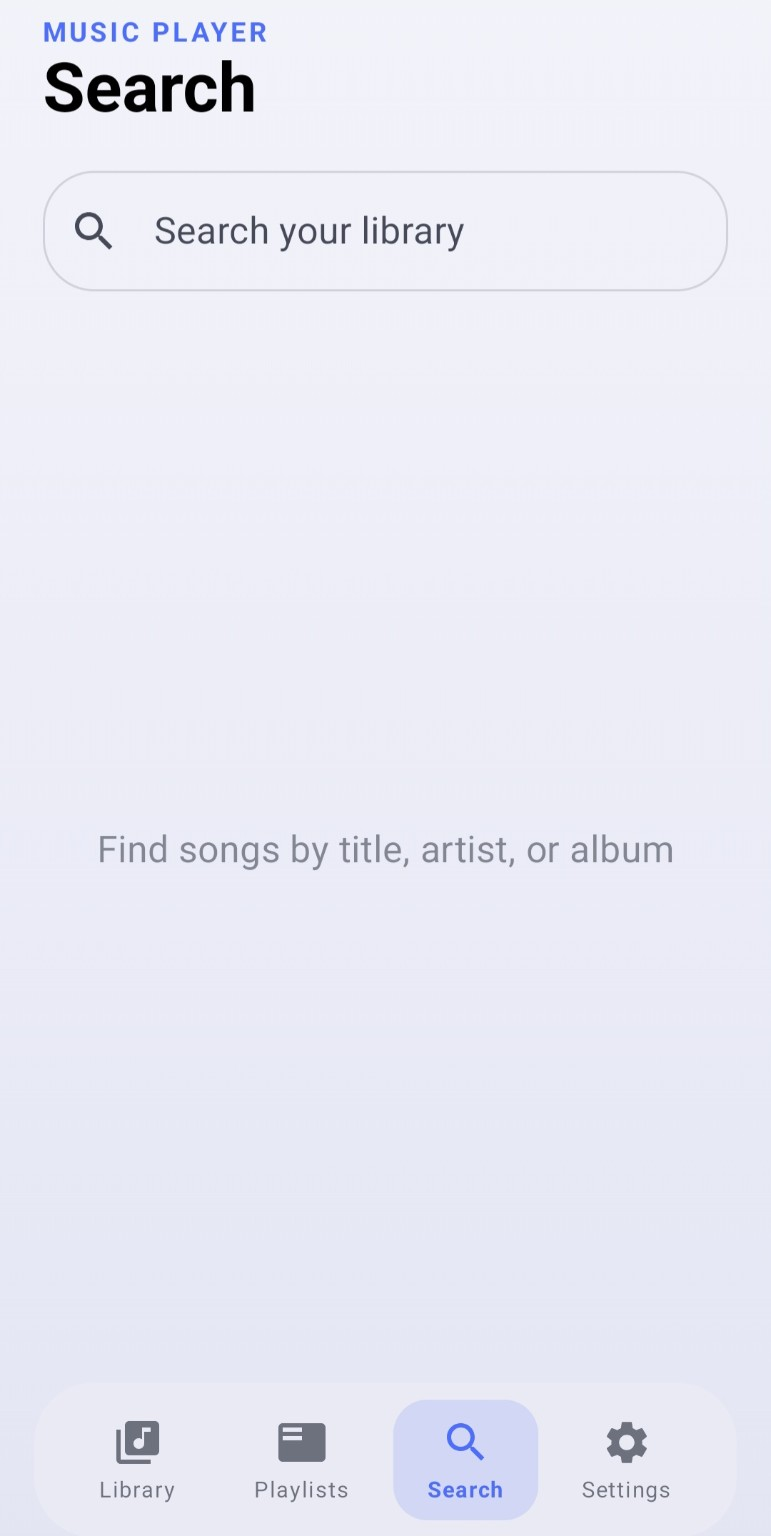 MUSIC PLAYER
Search
Search your library
Find songs by title, artist, or album
Library Playlists Search Settings